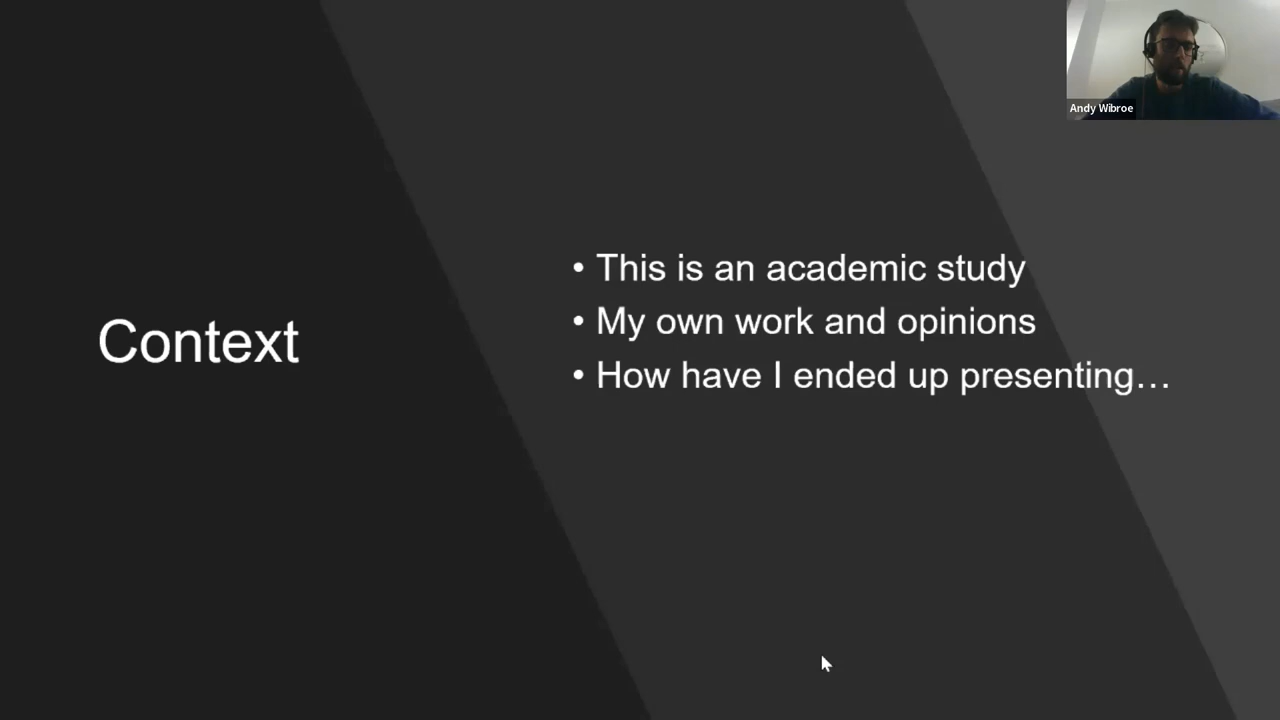 Andy Wibroe
Context
• This is an academic study
• My own work and opinions
• How have I ended up presenting…